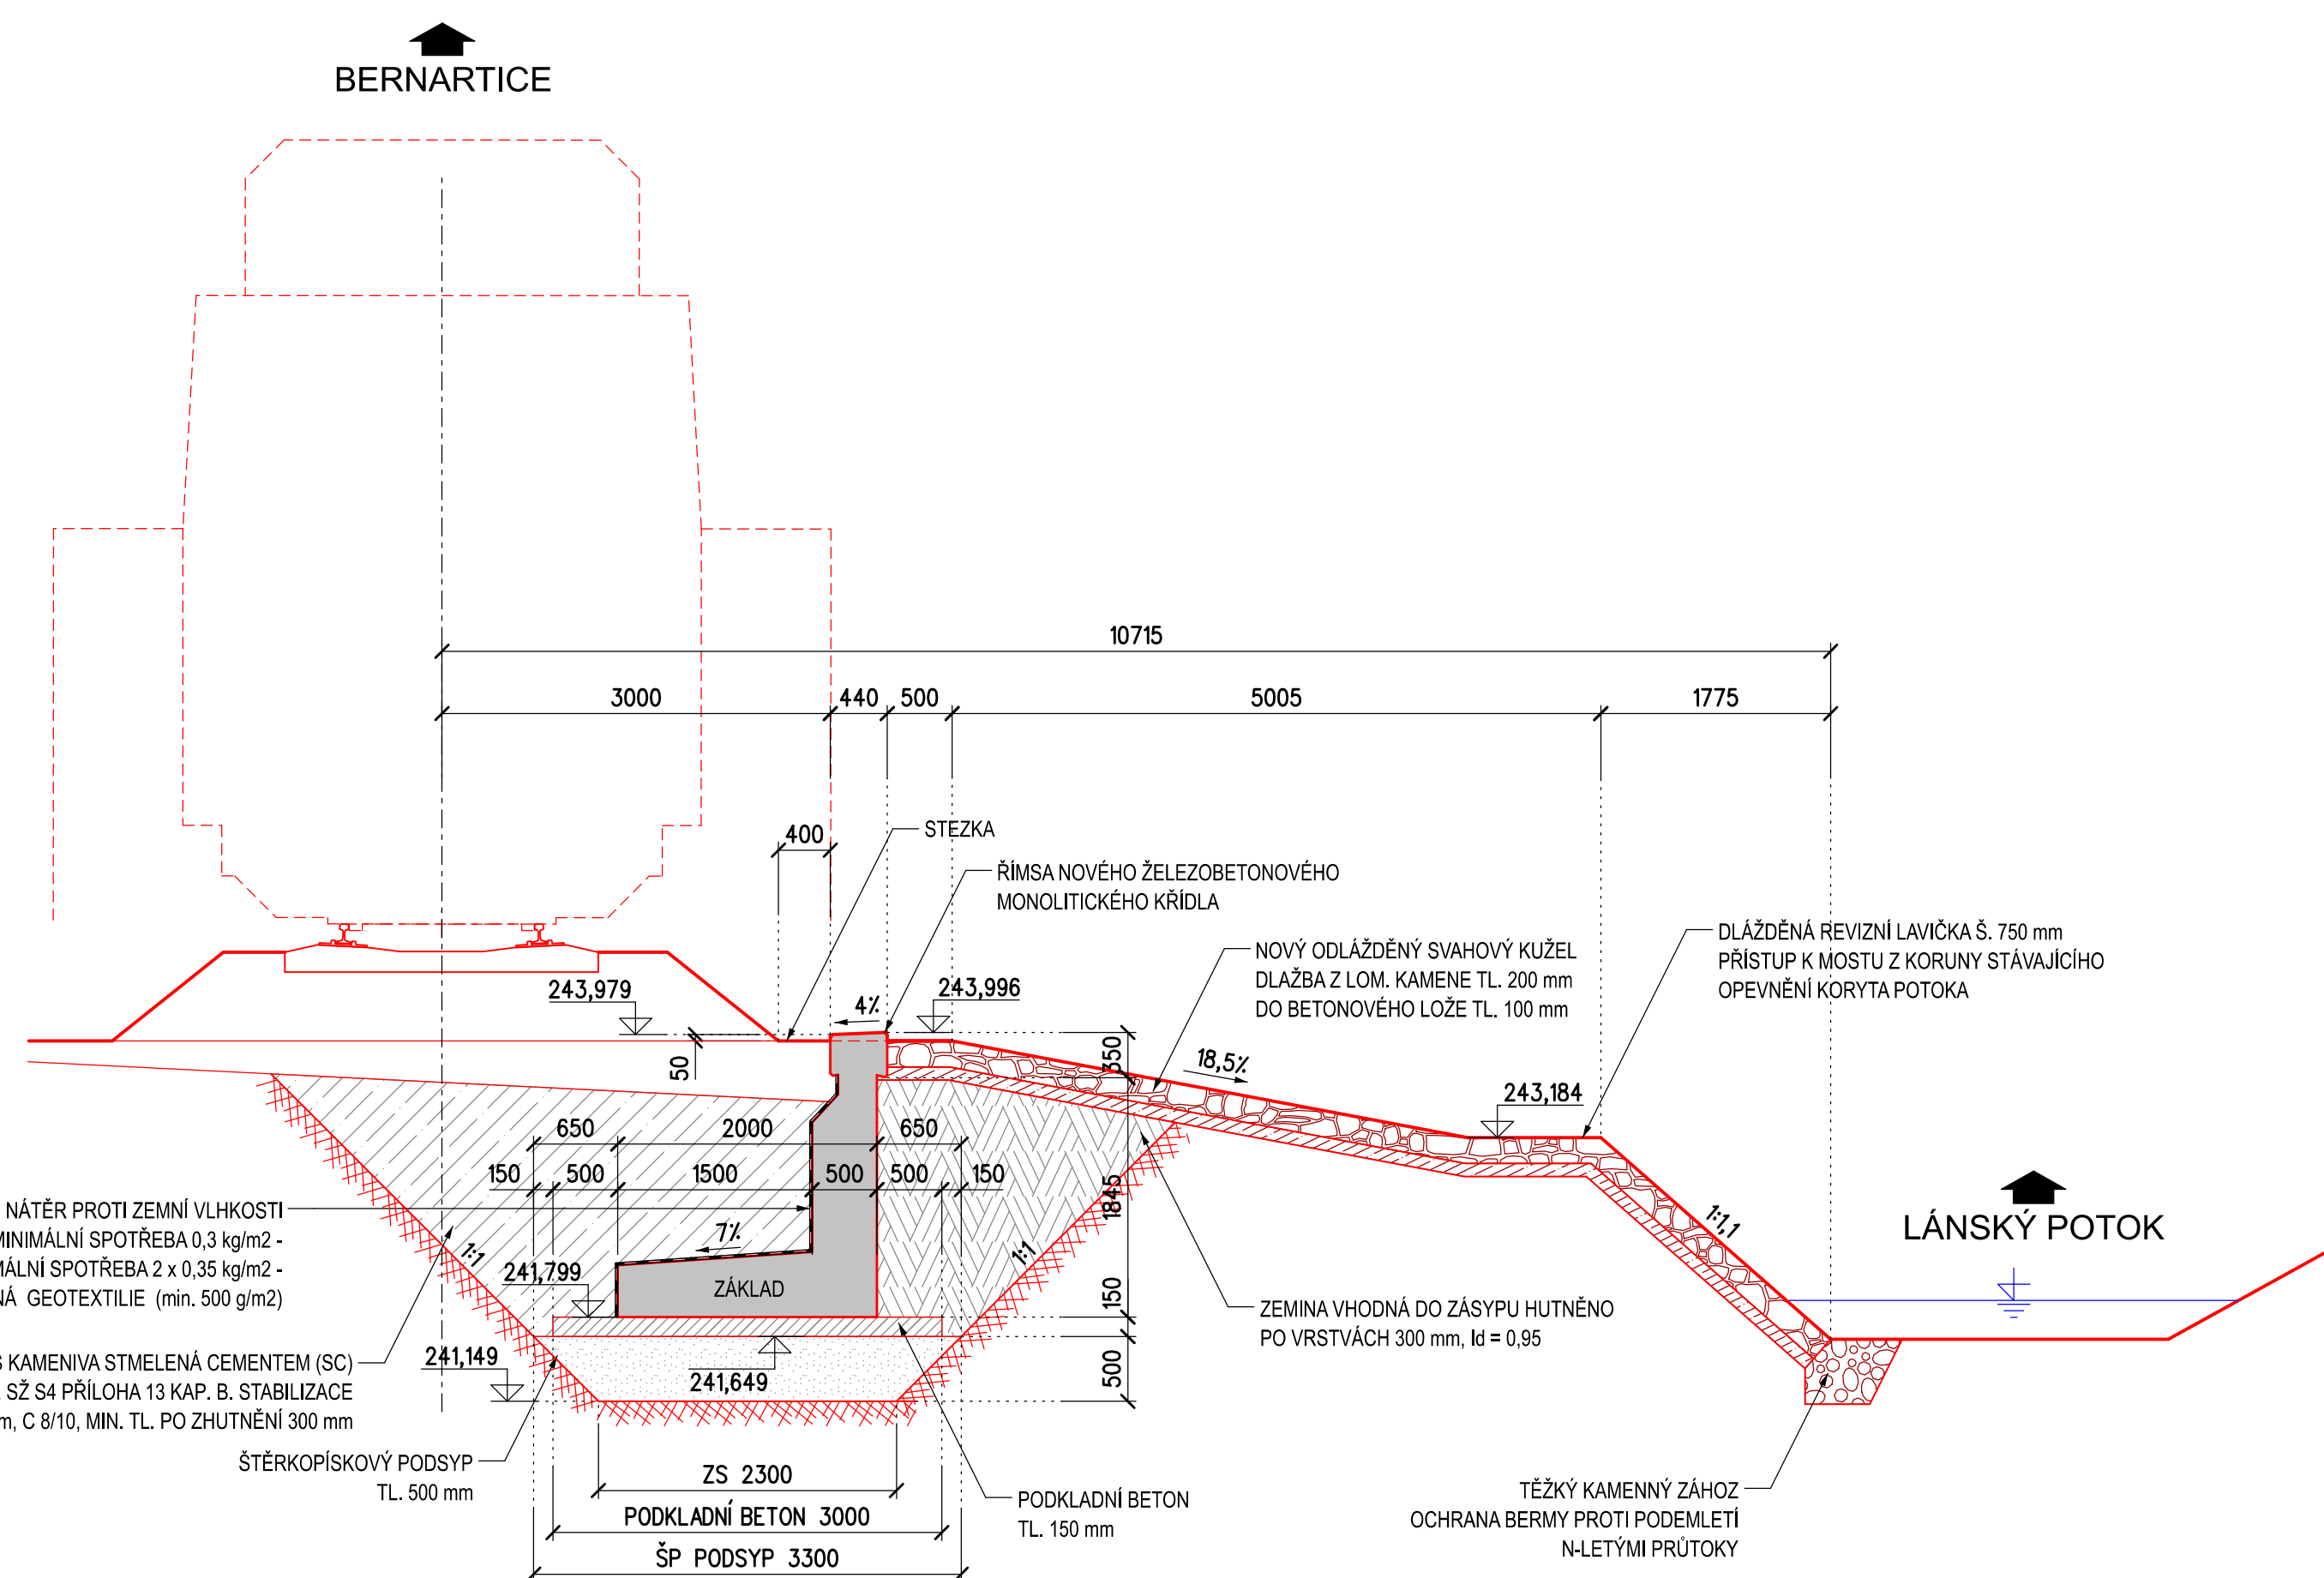 BERNARTICE
10715
3000
440
500
5005
1775
400
STEZKA
ŘÍMSA NOVÉHO ŽELEZOBETONOVÉHO
MONOLITICKÉHO KŘÍDLA
NOVÝ ODLÁŽDĚNÝ SVAHOVÝ KUŽEL
DLAŽBA Z LOM. KAMENE TL. 200 mm
DO BETONOVÉHO LOŽE TL. 100 mm
DLÁŽDĚNÁ REVIZNÍ LAVIČKA Š. 750 mm
PŘÍSTUP K MOSTU Z KORUNY STÁVAJÍCÍHO
OPEVNĚNÍ KORYTA POTOKA
243,979
4%
243,996
50
350
18,5%
243,184
650
2000
650
150
500
1500
500
500
150
1845
NÁTĚR PROTI ZEMNÍ VLHKOSTI
MINIMÁLNÍ SPOTŘEBA 0,3 kg/m2 -
MÁLNÍ SPOTŘEBA 2 x 0,35 kg/m2 -
NÁ GEOTEXTILIE (min. 500 g/m2)
1:1
7%
1:1
1:1,1
LÁNSKÝ POTOK
241,799
ZÁKLAD
150
ZEMINA VHODNÁ DO ZÁSYPU HUTNĚNO
PO VRSTVÁCH 300 mm, Id = 0,95
S KAMENIVA STMELENÁ CEMENTEM (SC)
SŽ S4 PŘÍLOHA 13 KAP. B. STABILIZACE
m, C 8/10, MIN. TL. PO ZHUTNĚNÍ 300 mm
241,149
241,649
500
ŠTĚRKOPÍSKOVÝ PODSYP
TL. 500 mm
ZS 2300
PODKLADNÍ BETON 3000
ŠP PODSYP 3300
PODKLADNÍ BETON
TL. 150 mm
TĚŽKÝ KAMENNÝ ZÁHOZ
OCHRANA BERMY PROTI PODEMLETÍ
N-LETÝMI PRŮTOKY